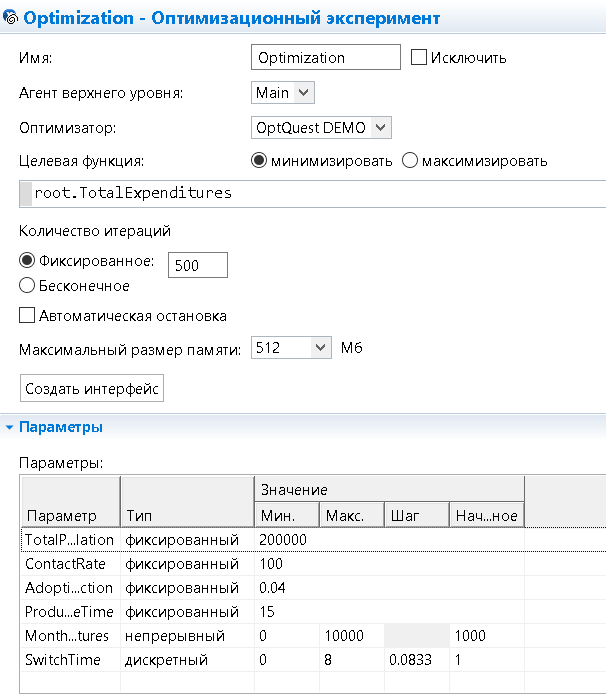 Optimization - Оптимизационный эксперимент
Имя: Optimization Исключить
Агент верхнего уровня: Main
Оптимизатор: OptQuest DEMO
Целевая функция: минимизировать максимизировать
root.TotalExpenditures
Количество итераций
Фиксированное: 500
Бесконечное
Автоматическая остановка
Максимальный размер памяти: 512 Мб
Создать интерфейс
Параметры
Параметры:
Значение
Параметр Тип Мин. Макс. Шаг Нач...ное
TotalP...lation фиксированный 200000
ContactRate фиксированный 100
Adopti...ction фиксированный 0.04
Produ...eTime фиксированный 15
Month...tures непрерывный 0 10000 1000
SwitchTime дискретный 0 8 0.0833 1